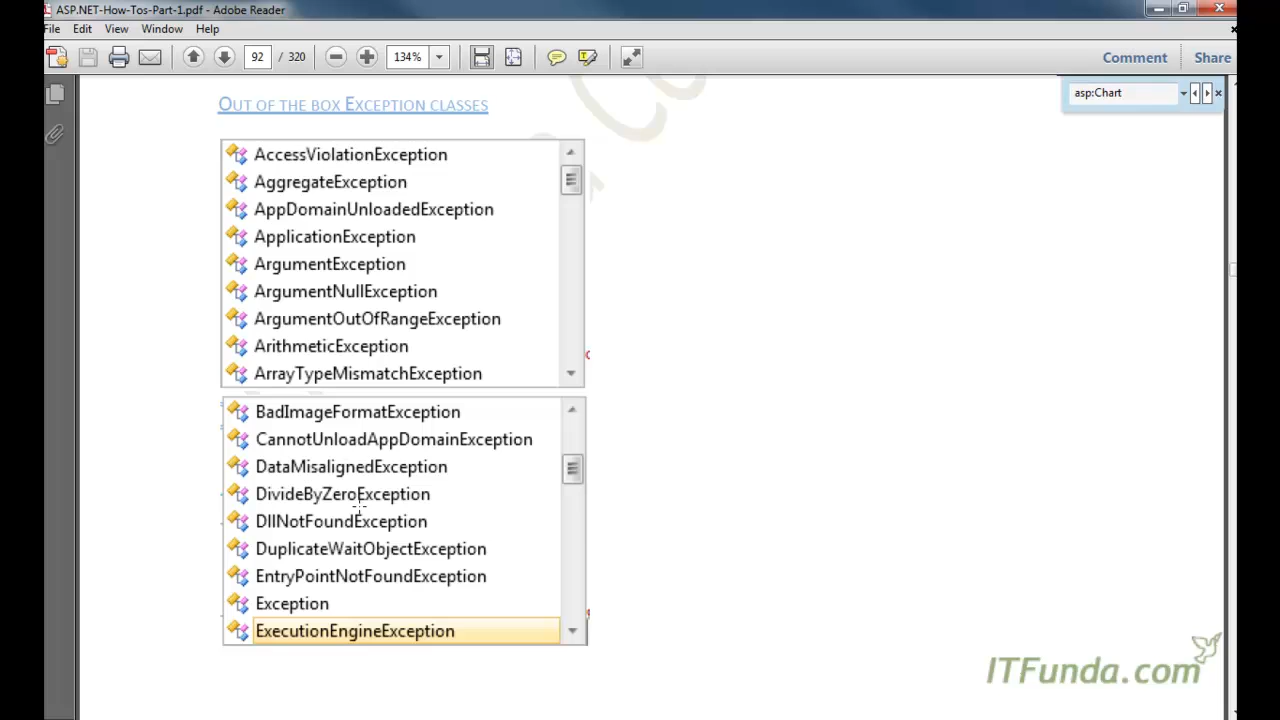 ASP.NET-How-Tos-Part-1.pdf - Adobe Reader
File Edit View Window Help
92 / 320 134% Comment Share
asp:Chart
OUT OF THE BOX EXCEPTION CLASSES
AccessViolationException
AggregateException
AppDomainUnloadedException
ApplicationException
ArgumentException
ArgumentNullException
ArgumentOutOfRangeException
ArithmeticException
ArrayTypeMismatchException
BadImageFormatException
CannotUnloadAppDomainException
DataMisalignedException
DivideByZeroException
DllNotFoundException
DuplicateWaitObjectException
EntryPointNotFoundException
Exception
ExecutionEngineException
ITFunda.com